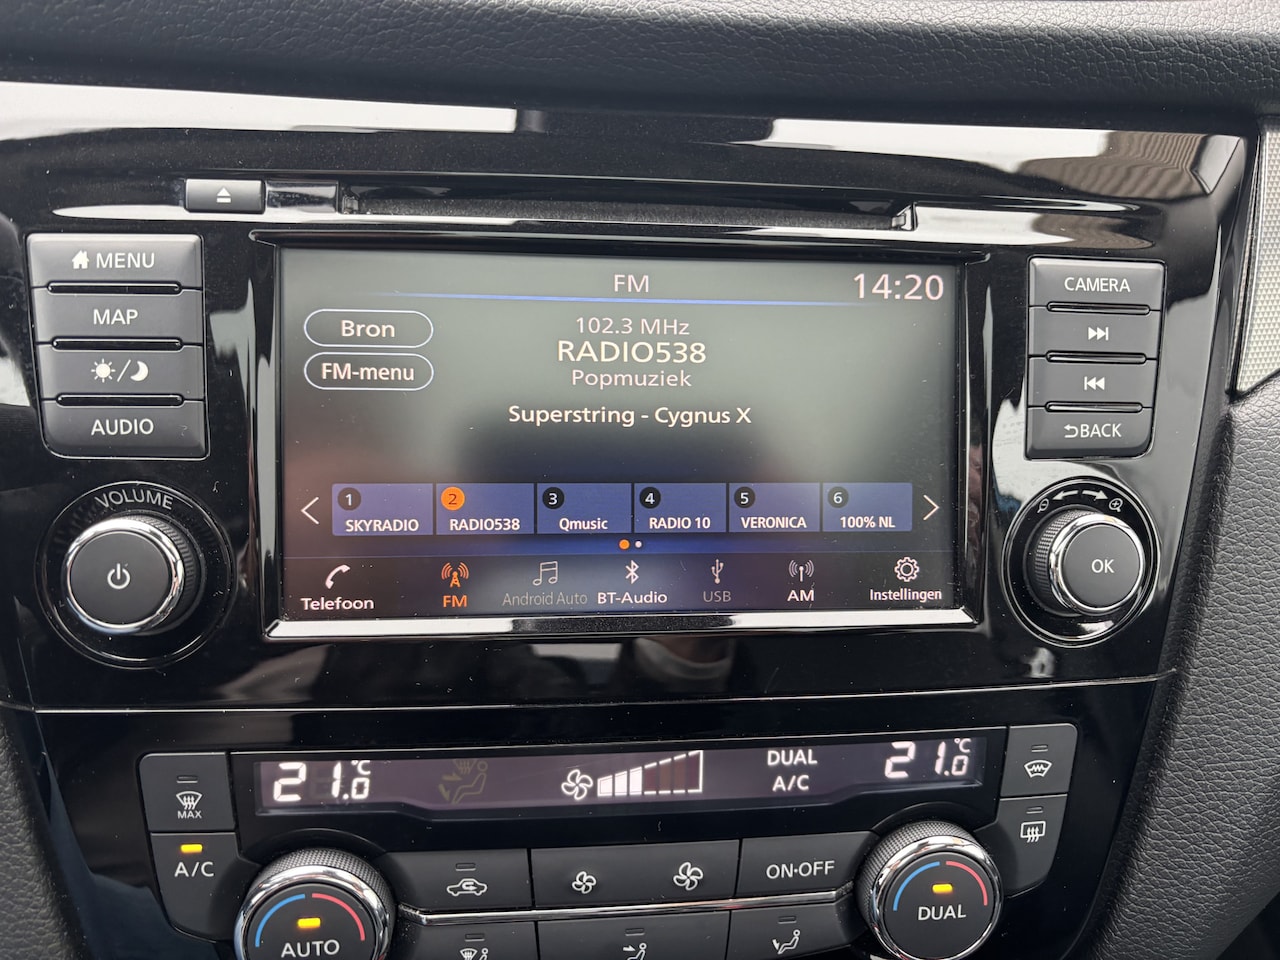 MENU
MAP
AUDIO
VOLUME
FM
14:20
Bron
FM-menu
102.3 MHz
RADIO538
Popmuziek
Superstring - Cygnus X
1 SKYRADIO
2 RADIO538
3 Qmusic
4 RADIO 10
5 VERONICA
6 100% NL
Telefoon
FM
Android Auto
BT-Audio
USB
AM
Instellingen
CAMERA
BACK
OK
21.0 °C
DUAL
A/C
21.0 °C
MAX
A/C
AUTO
ON·OFF
DUAL